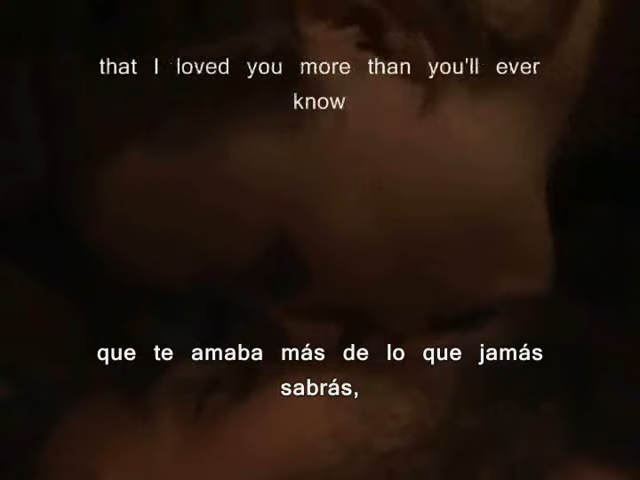 that I loved you more than you'll ever
know
que te amaba más de lo que jamás
sabrás,